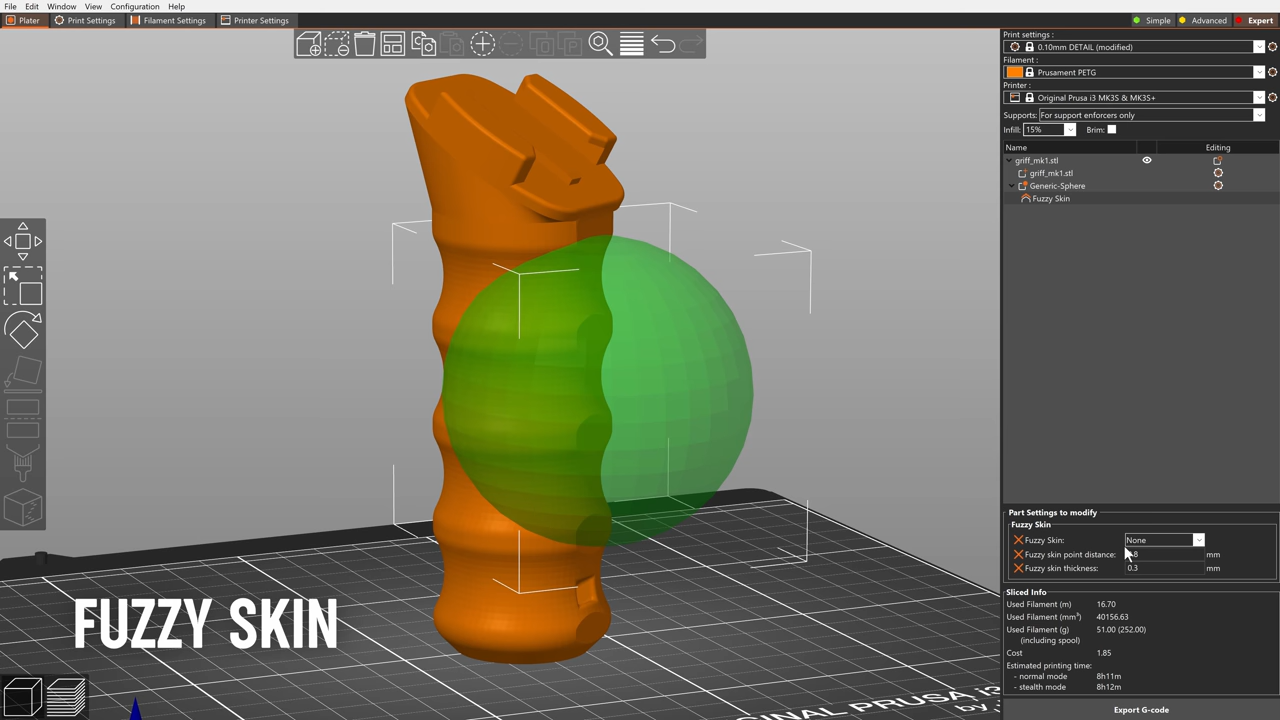 File Edit Window View Configuration Help
Plater Print Settings Filament Settings Printer Settings Simple Advanced Expert
Print settings :
0.10mm DETAIL (modified)
Filament :
Prusament PETG
Printer :
Original Prusa i3 MK3S & MK3S+
Supports: For support enforcers only
Infill: 15% Brim:
Name Editing
griff_mk1.stl
griff_mk1.stl
Generic-Sphere
Fuzzy Skin
Part Settings to modify
Fuzzy Skin
Fuzzy Skin: None
Fuzzy skin point distance: mm
Fuzzy skin thickness: 0.3 mm
Sliced Info
Used Filament (m) 16.70
Used Filament (mm³) 40156.63
Used Filament (g) 51.00 (252.00)
(including spool)
Cost 1.85
Estimated printing time:
- normal mode 8h11m
- stealth mode 8h12m
Export G-code
FUZZY SKIN
INAL PRUSA i3
by J